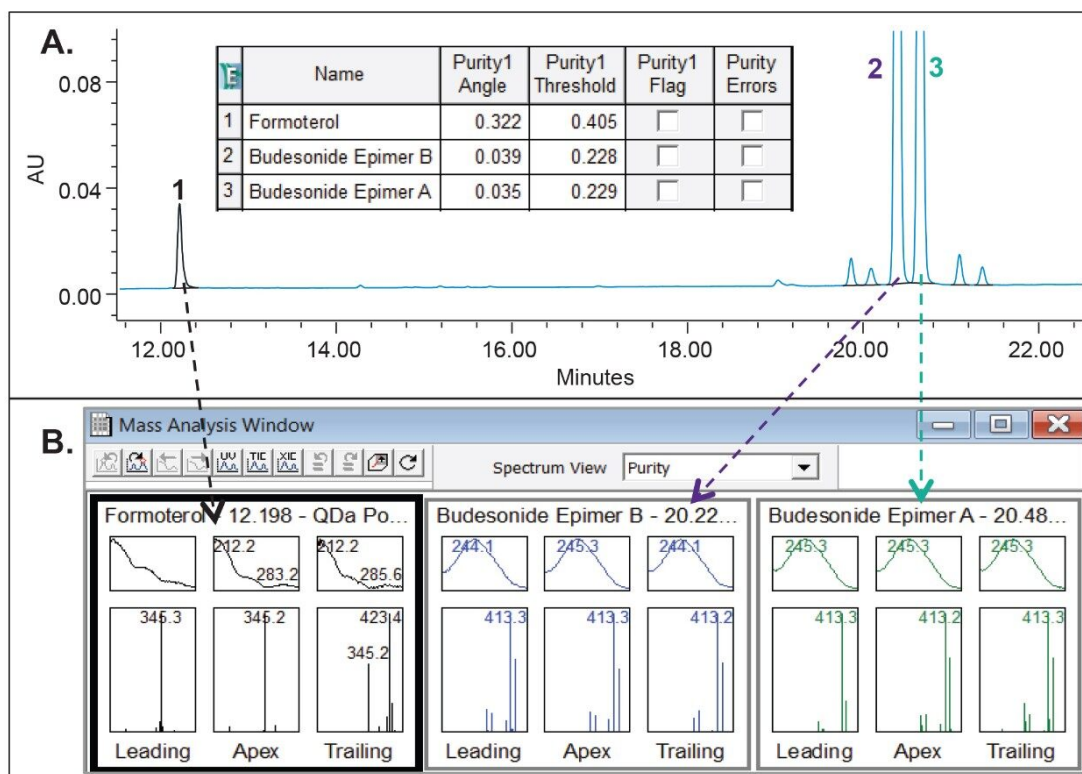 A.
Name Purity1 Angle Purity1 Threshold Purity1 Flag Purity Errors
1 Formoterol 0.322 0.405
2 Budesonide Epimer B 0.039 0.228
3 Budesonide Epimer A 0.035 0.229
0.08
0.04
0.00
AU
1
2
3
12.00 14.00 16.00 18.00 20.00 22.00
Minutes
B.
Mass Analysis Window
UV TIC XIC
Spectrum View Purity
Formoterol - 12.198 - QDa Po...
212.2 283.2
212.2 285.6
345.3
345.2
423.4
345.2
Leading Apex Trailing
Budesonide Epimer B - 20.22...
244.1 245.3 244.1
413.3 413.3 413.2
Leading Apex Trailing
Budesonide Epimer A - 20.48...
245.3 245.3 245.3
413.3 413.2 413.3
Leading Apex Trailing